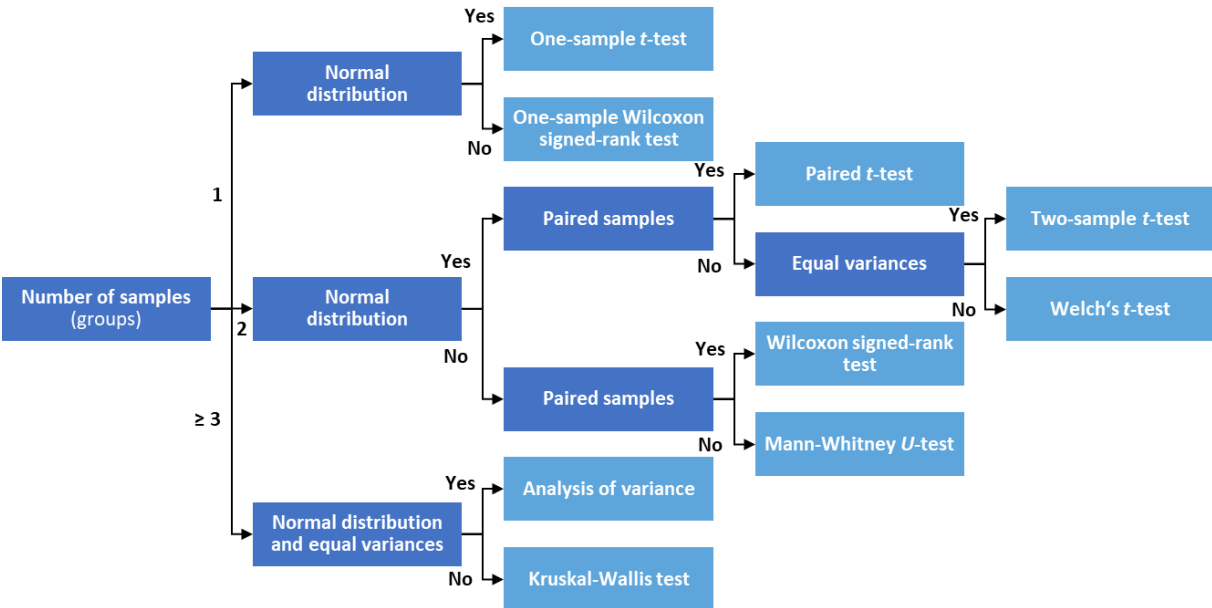 Yes
One-sample t-test
Normal
distribution
One-sample Wilcoxon
signed-rank test
No
1
Yes
Paired t-test
Paired samples
Yes
Two-sample t-test
Yes
No
Equal variances
Number of samples
(groups)
2
Normal
distribution
No
Welch‘s t-test
No
Yes
Wilcoxon signed-rank
test
Paired samples
≥ 3
No
Mann-Whitney U-test
Yes
Analysis of variance
Normal distribution
and equal variances
No
Kruskal-Wallis test